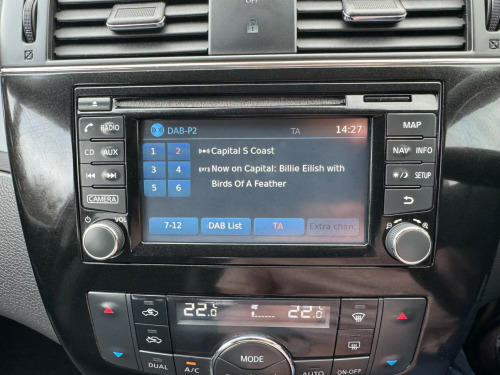 OFF
RADIO
CD AUX
CAMERA
VOL
DAB-P2 TA 14:27
1 2
3 4
5 6
Capital S Coast
Now on Capital: Billie Eilish with
Birds Of A Feather
7-12 DAB List TA Extra chan.
MAP
NAV INFO
SETUP
22.0 22.0
DUAL
A/C
MODE
ON•OFF
AUTO